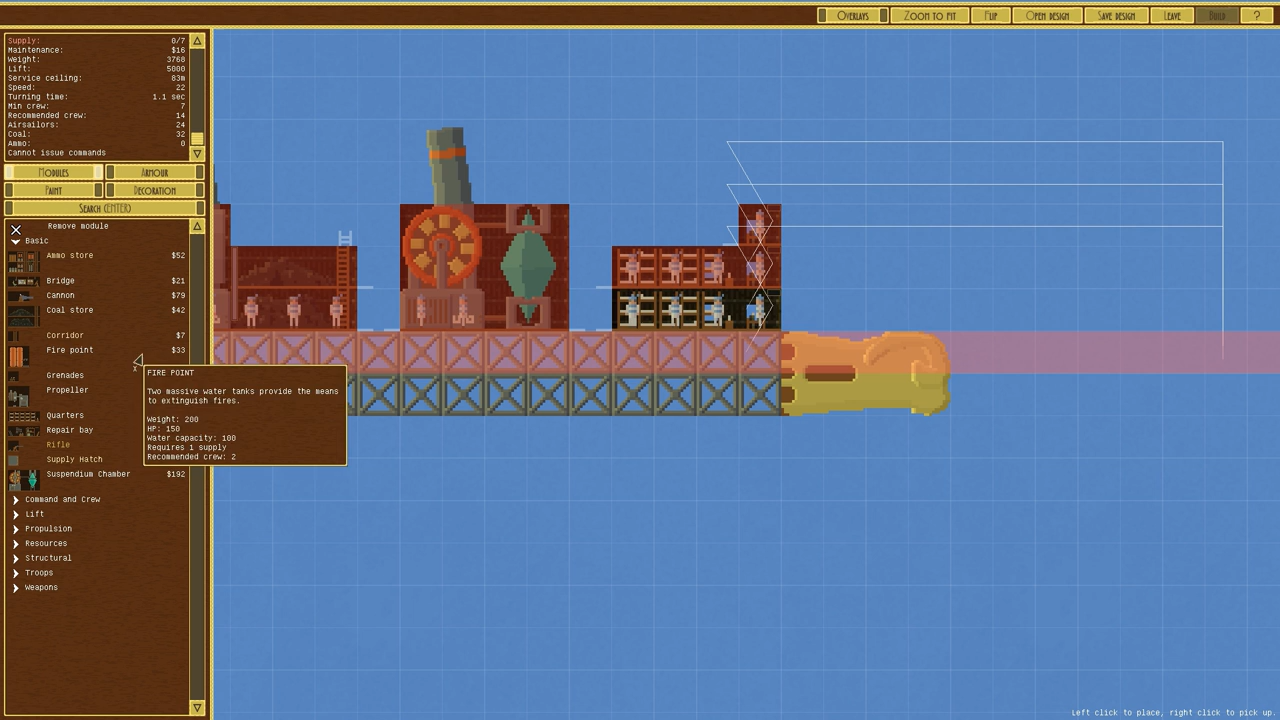 Overlays Zoom to fit Flip Open design Save design Leave Build ?
Supply: 0/7
Maintenance: $16
Weight: 3768
Lift: 5000
Service ceiling: 83m
Speed: 22
Turning time: 1.1 sec
Min crew: 7
Recommended crew: 14
Airsailors: 24
Coal: 32
Ammo: 0
Cannot issue commands
Modules Armour
Paint Decoration
Search (Enter)
Remove module
Basic
Ammo store $52
Bridge $21
Cannon $79
Coal store $42
Corridor $7
Fire point $33
Grenades
Propeller
Quarters
Repair bay
Rifle
Supply Hatch
Suspendium Chamber $192
Command and Crew
Lift
Propulsion
Resources
Structural
Troops
Weapons
FIRE POINT
Two massive water tanks provide the means
to extinguish fires.
Weight: 200
HP: 150
Water capacity: 100
Requires 1 supply
Recommended crew: 2
Left click to place, right click to pick up.